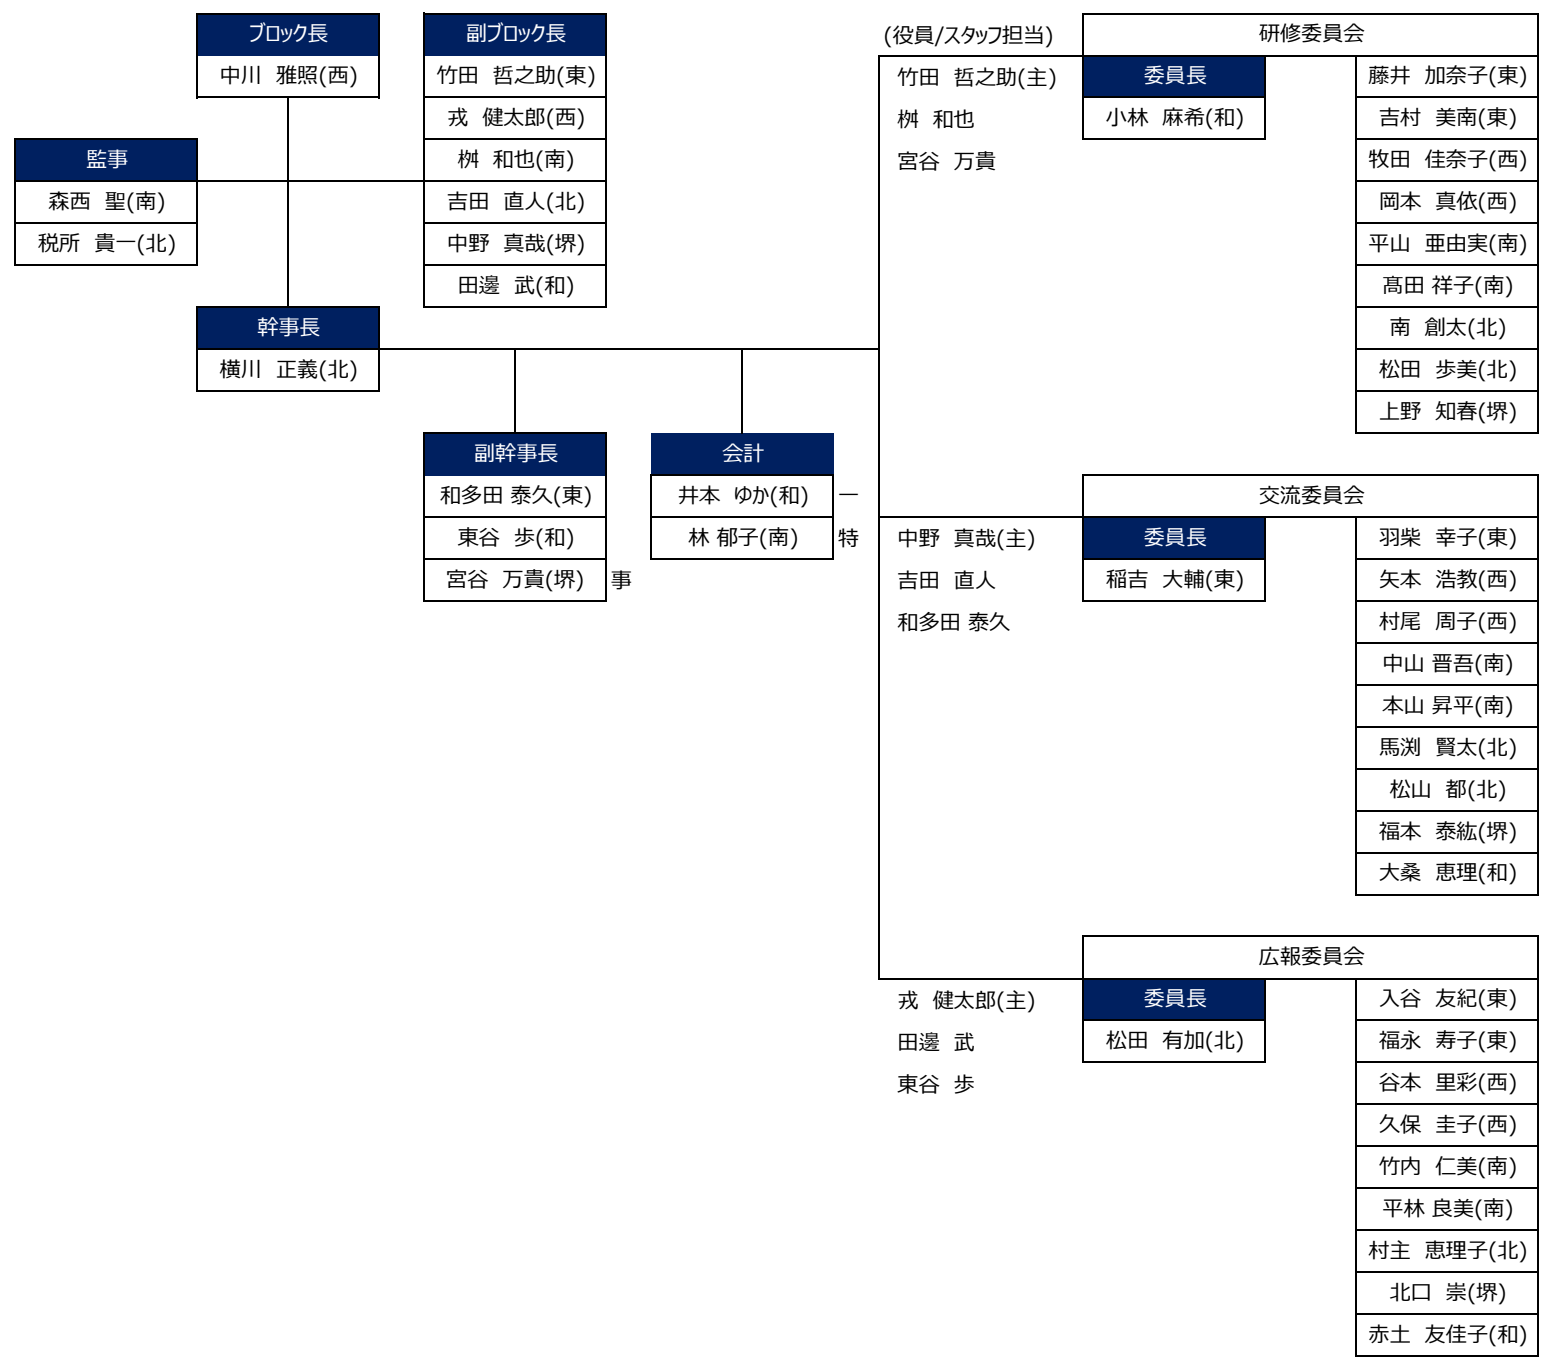 ブロック長
中川 雅照(西)
副ブロック長
竹田 哲之助(東)
戎 健太郎(西)
桝 和也(南)
吉田 直人(北)
中野 真哉(堺)
田邊 武(和)
監事
森西 聖(南)
税所 貴一(北)
幹事長
横川 正義(北)
副幹事長
和多田 泰久(東)
東谷 歩(和)
宮谷 万貴(堺) 事
会計
井本 ゆか(和) 一
林 郁子(南) 特
(役員/スタッフ担当)
竹田 哲之助(主)
桝 和也
宮谷 万貴
研修委員会
委員長
小林 麻希(和)
藤井 加奈子(東)
吉村 美南(東)
牧田 佳奈子(西)
岡本 真依(西)
平山 亜由実(南)
髙田 祥子(南)
南 創太(北)
松田 歩美(北)
上野 知春(堺)
中野 真哉(主)
吉田 直人
和多田 泰久
交流委員会
委員長
稲吉 大輔(東)
羽柴 幸子(東)
矢本 浩教(西)
村尾 周子(西)
中山 晋吾(南)
本山 昇平(南)
馬渕 賢太(北)
松山 都(北)
福本 泰紘(堺)
大桑 恵理(和)
戎 健太郎(主)
田邊 武
東谷 歩
広報委員会
委員長
松田 有加(北)
入谷 友紀(東)
福永 寿子(東)
谷本 里彩(西)
久保 圭子(西)
竹内 仁美(南)
平林 良美(南)
村主 恵理子(北)
北口 崇(堺)
赤土 友佳子(和)